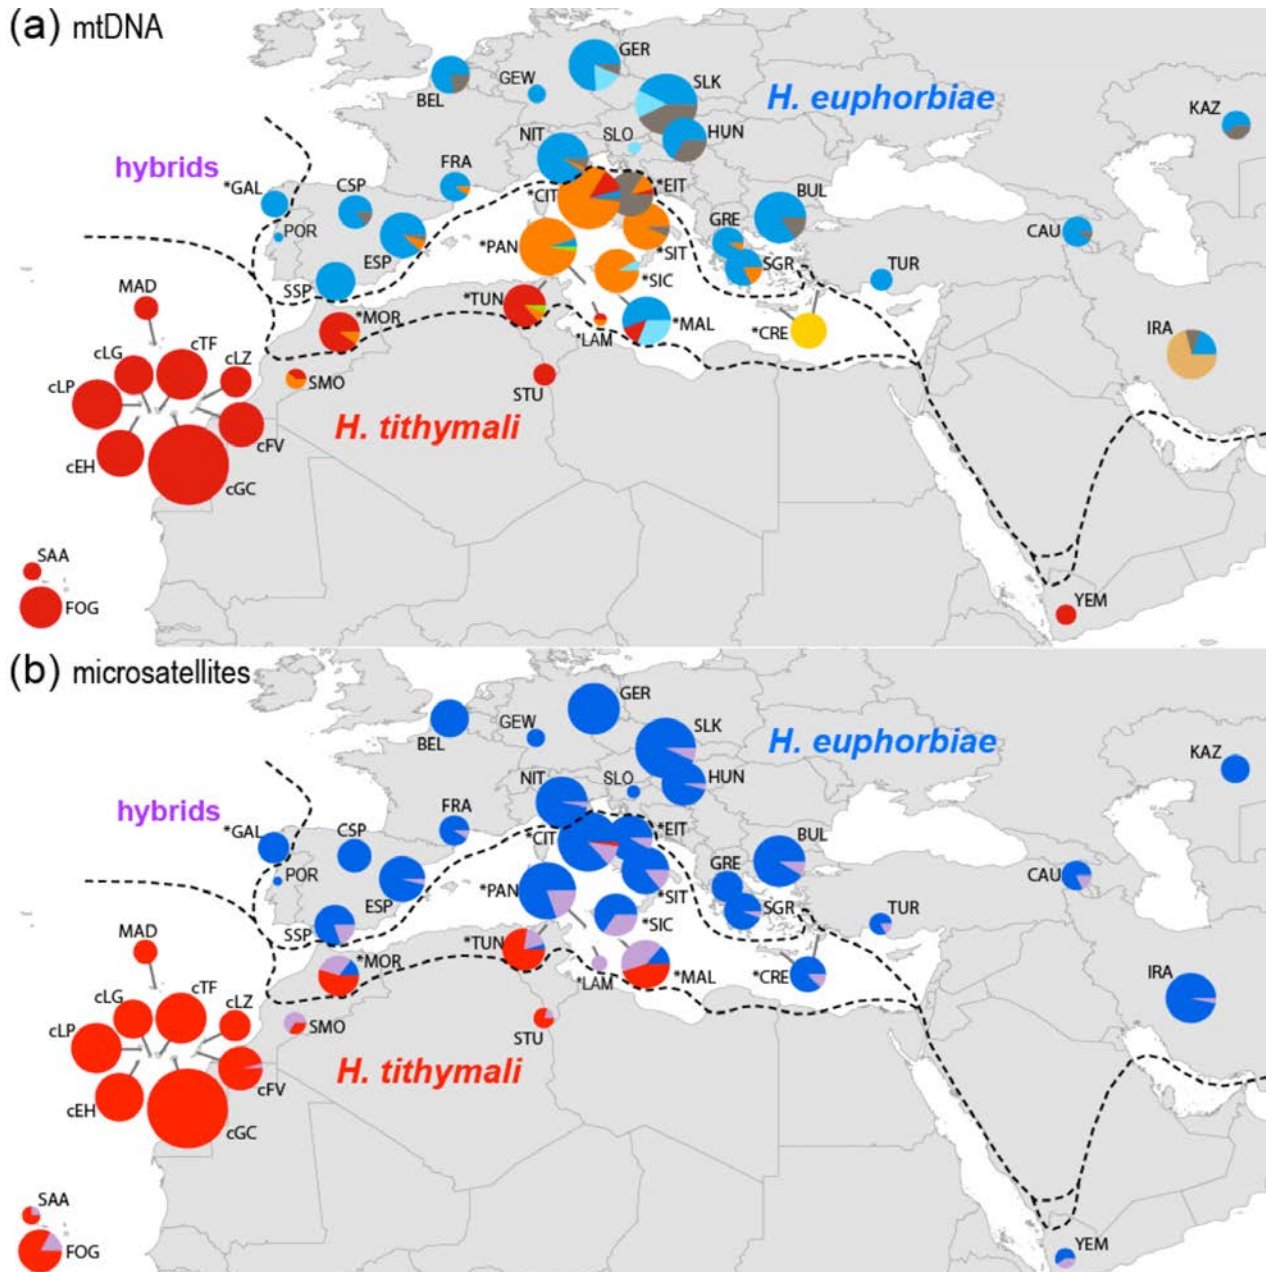 (a) mtDNA
GER
GEW
BEL
SLK
H. euphorbiae
KAZ
NIT
SLO
HUN
hybrids
*GAL
CSP
FRA
*CIT
*EIT
BUL
POR
GRE
CAU
ESP
*PAN
*SIT
SGR
TUR
SSP
*SIC
MAD
*MOR
*TUN
*LAM
*MAL
*CRE
IRA
cLG
cTF
cLZ
cLP
SMO
STU
H. tithymali
cFV
cEH
cGC
SAA
FOG
YEM
(b) microsatellites
GER
GEW
BEL
SLK
H. euphorbiae
KAZ
NIT
SLO
HUN
hybrids
*GAL
CSP
FRA
*CIT
*EIT
BUL
POR
GRE
CAU
ESP
*PAN
*SIT
SGR
TUR
SSP
*SIC
MAD
*MOR
*TUN
*LAM
*MAL
*CRE
IRA
cLG
cTF
cLZ
cLP
SMO
STU
H. tithymali
cFV
cEH
cGC
SAA
FOG
YEM